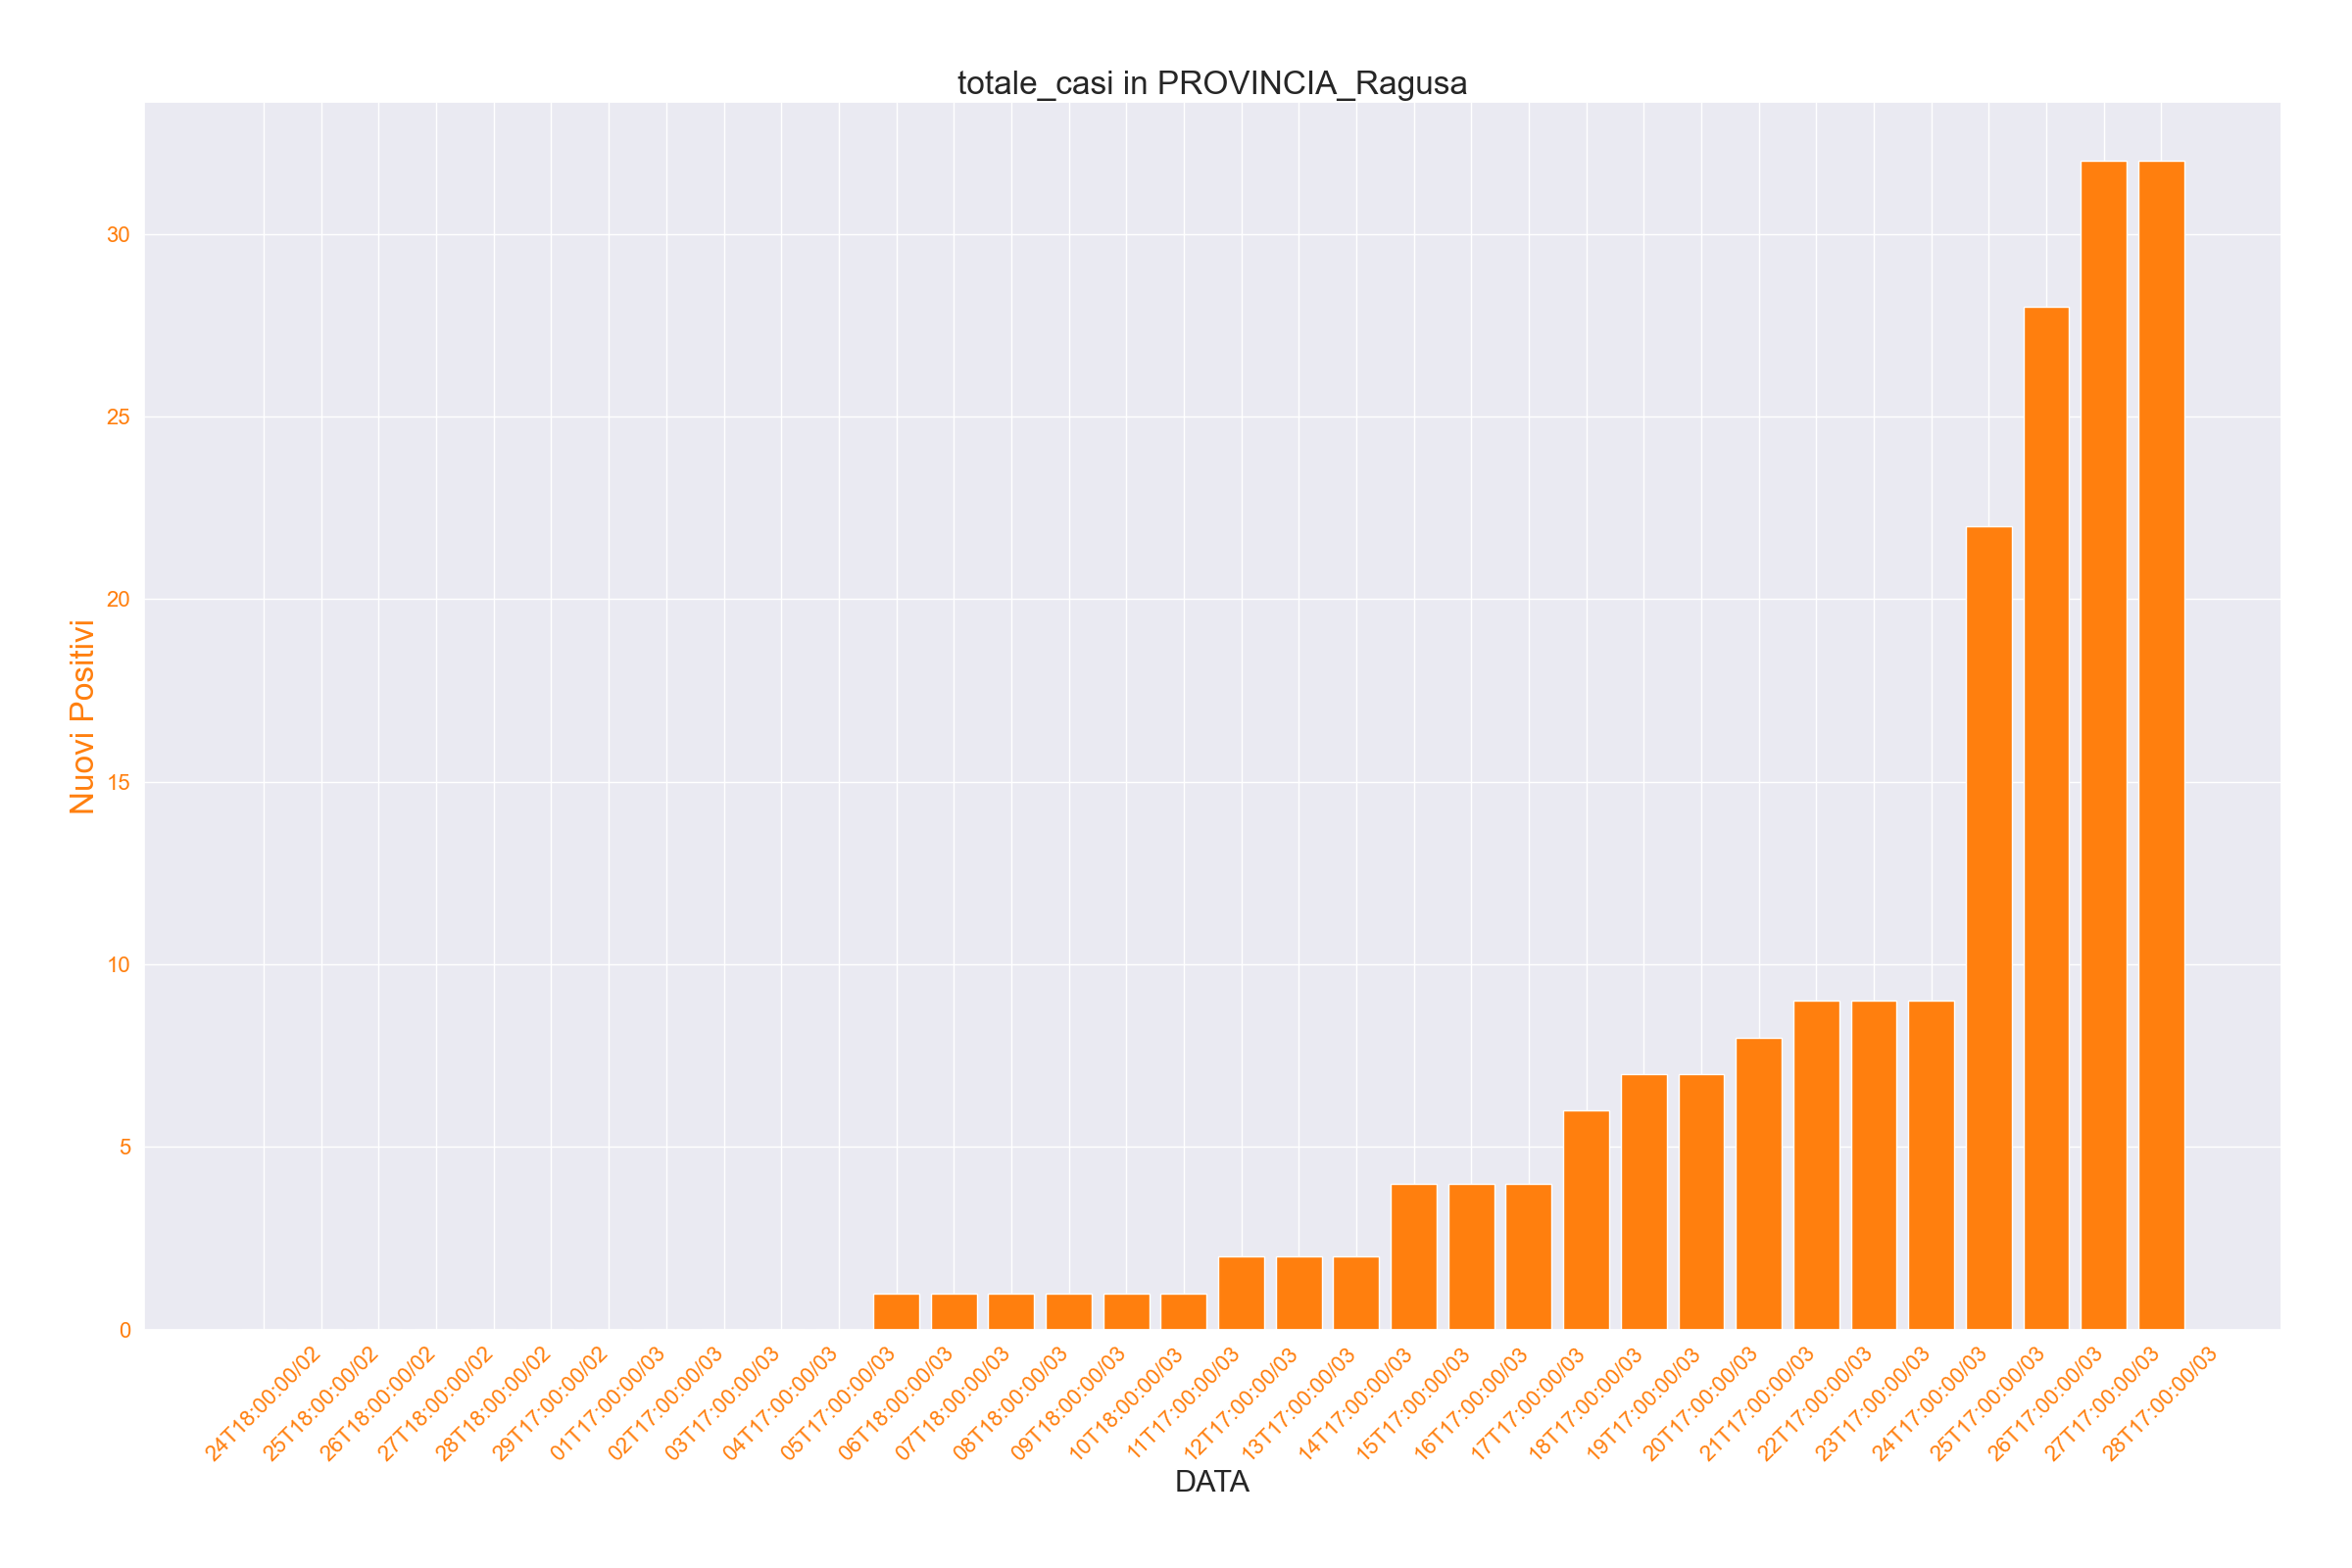 totale_casi in PROVINCIA_Ragusa
Nuovi Positivi
30
25
20
15
10
5
0
24T18:00:00/02
25T18:00:00/02
26T18:00:00/02
27T18:00:00/02
28T18:00:00/02
29T17:00:00/02
01T17:00:00/03
02T17:00:00/03
03T17:00:00/03
04T17:00:00/03
05T17:00:00/03
06T18:00:00/03
07T18:00:00/03
08T18:00:00/03
09T18:00:00/03
10T18:00:00/03
11T17:00:00/03
12T17:00:00/03
13T17:00:00/03
14T17:00:00/03
15T17:00:00/03
16T17:00:00/03
17T17:00:00/03
18T17:00:00/03
19T17:00:00/03
20T17:00:00/03
21T17:00:00/03
22T17:00:00/03
23T17:00:00/03
24T17:00:00/03
25T17:00:00/03
26T17:00:00/03
27T17:00:00/03
28T17:00:00/03
DATA